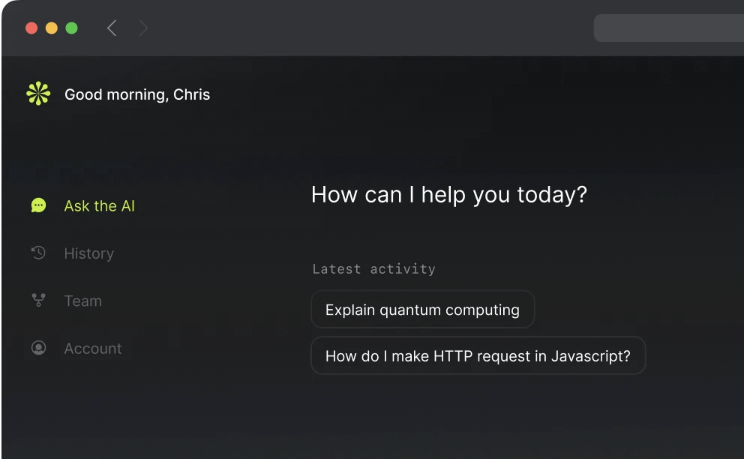 Good morning, Chris
Ask the AI
History
Team
Account
How can I help you today?
Latest activity
Explain quantum computing
How do I make HTTP request in Javascript?